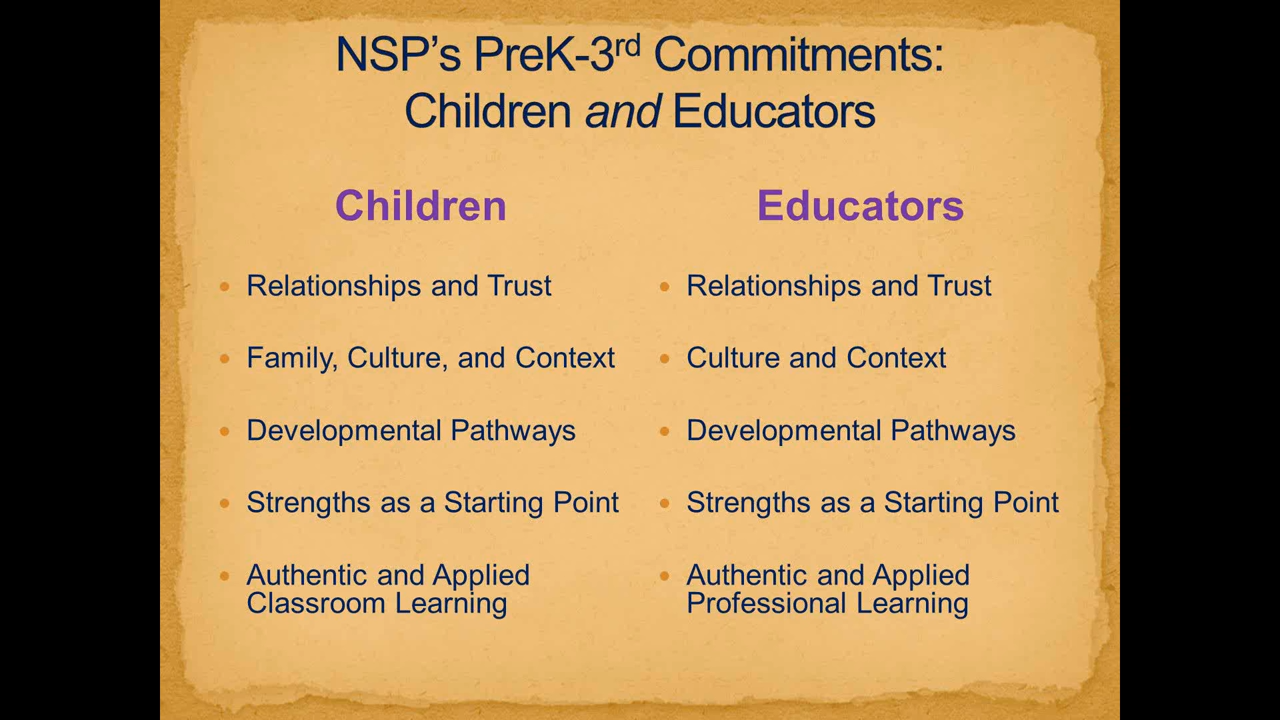 NSP’s PreK-3rd Commitments:
Children and Educators
Children
Relationships and Trust
Family, Culture, and Context
Developmental Pathways
Strengths as a Starting Point
Authentic and Applied
Classroom Learning
Educators
Relationships and Trust
Culture and Context
Developmental Pathways
Strengths as a Starting Point
Authentic and Applied
Professional Learning